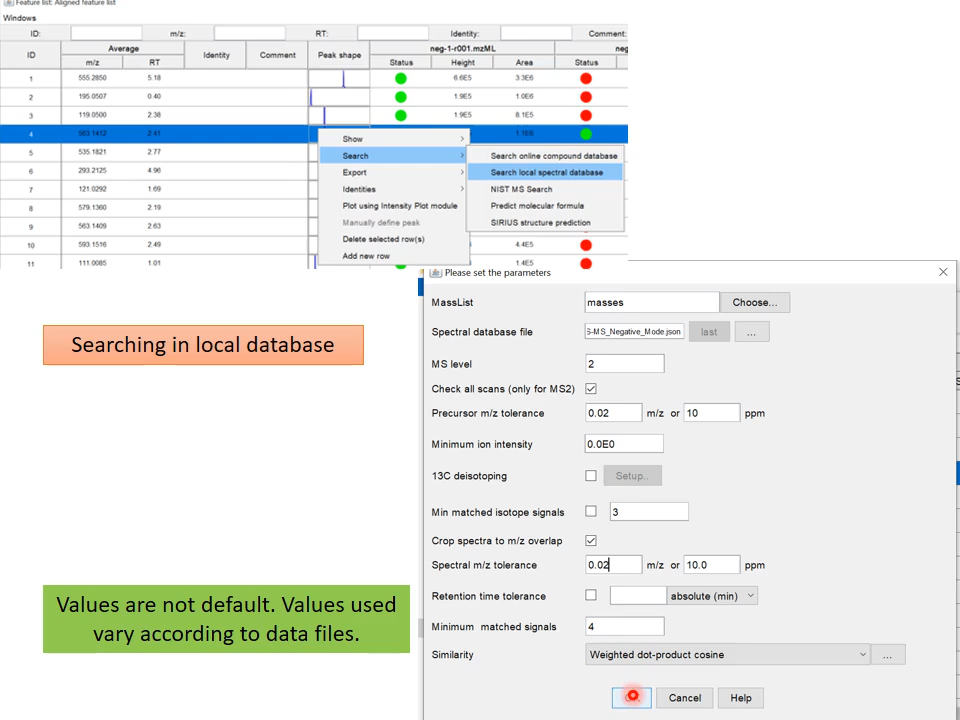 Feature list: Aligned feature list
Windows
ID: m/z: RT: Identity: Comment:
ID Average Identity Comment Peak shape neg-1-r001.mzML neg
m/z RT Status Height Area Status
1 555.2850 5.18 6.6E5 3.3E6
2 195.0507 0.40 1.9E5 1.0E6
3 119.0500 2.38 1.9E5 8.1E5
4 563.1412 2.41 1.1E6
5 535.1821 2.77
6 293.2125 4.96
7 121.0292 1.69
8 579.1360 2.19
9 563.1409 2.63
10 593.1516 2.49 4.4E5
11 111.0085 1.01 1.4E5
Show
Search
Export
Identities
Plot using Intensity Plot module
Manually define peak
Delete selected row(s)
Add new row
Search online compound database
Search local spectral database
NIST MS Search
Predict molecular formula
SIRIUS structure prediction
Searching in local database
Values are not default. Values used
vary according to data files.
Please set the parameters
MassList masses Choose...
Spectral database file S-MS_Negative_Mode.json last ...
MS level 2
Check all scans (only for MS2)
Precursor m/z tolerance 0.02 m/z or 10 ppm
Minimum ion intensity 0.0E0
13C deisotoping Setup..
Min matched isotope signals 3
Crop spectra to m/z overlap
Spectral m/z tolerance 0.02 m/z or 10.0 ppm
Retention time tolerance absolute (min)
Minimum matched signals 4
Similarity Weighted dot-product cosine ...
Cancel Help